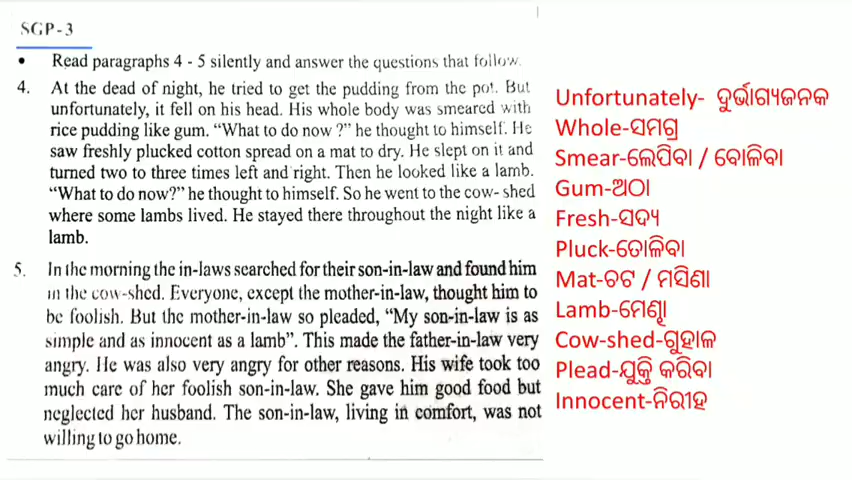 SGP-3
• Read paragraphs 4 - 5 silently and answer the questions that follow.
4. At the dead of night, he tried to get the pudding from the pot. But
unfortunately, it fell on his head. His whole body was smeared with
rice pudding like gum. “What to do now ?” he thought to himself. He
saw freshly plucked cotton spread on a mat to dry. He slept on it and
turned two to three times left and right. Then he looked like a lamb.
“What to do now?” he thought to himself. So he went to the cow- shed
where some lambs lived. He stayed there throughout the night like a
lamb.
5. In the morning the in-laws searched for their son-in-law and found him
in the cow-shed. Everyone, except the mother-in-law, thought him to
be foolish. But the mother-in-law so pleaded, “My son-in-law is as
simple and as innocent as a lamb”. This made the father-in-law very
angry. He was also very angry for other reasons. His wife took too
much care of her foolish son-in-law. She gave him good food but
neglected her husband. The son-in-law, living in comfort, was not
willing to go home.
Unfortunately- ଦୁର୍ଭାଗ୍ୟଜନକ
Whole-ସମଗ୍ର
Smear-ଲେପିବା / ବୋଳିବା
Gum-ଅଠା
Fresh-ସଦ୍ୟ
Pluck-ତୋଳିବା
Mat-ଚଟ / ମସିଣା
Lamb-ମେଣ୍ଢା
Cow-shed-ଗୁହାଳ
Plead-ଯୁକ୍ତି କରିବା
Innocent-ନିରୀହ